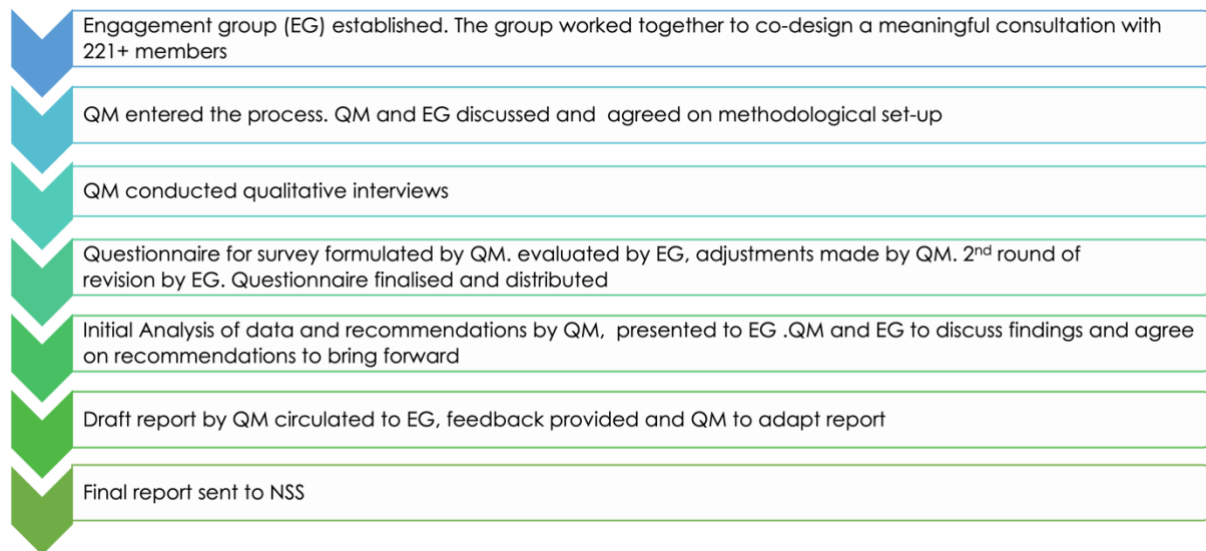 Engagement group (EG) established. The group worked together to co-design a meaningful consultation with
221+ members
QM entered the process. QM and EG discussed and  agreed on methodological set-up
QM conducted qualitative interviews
Questionnaire for survey formulated by QM. evaluated by EG, adjustments made by QM. 2nd round of
revision by EG. Questionnaire finalised and distributed
Initial Analysis of data and recommendations by QM,  presented to EG .QM and EG to discuss findings and agree
on recommendations to bring forward
Draft report by QM circulated to EG, feedback provided and QM to adapt report
Final report sent to NSS